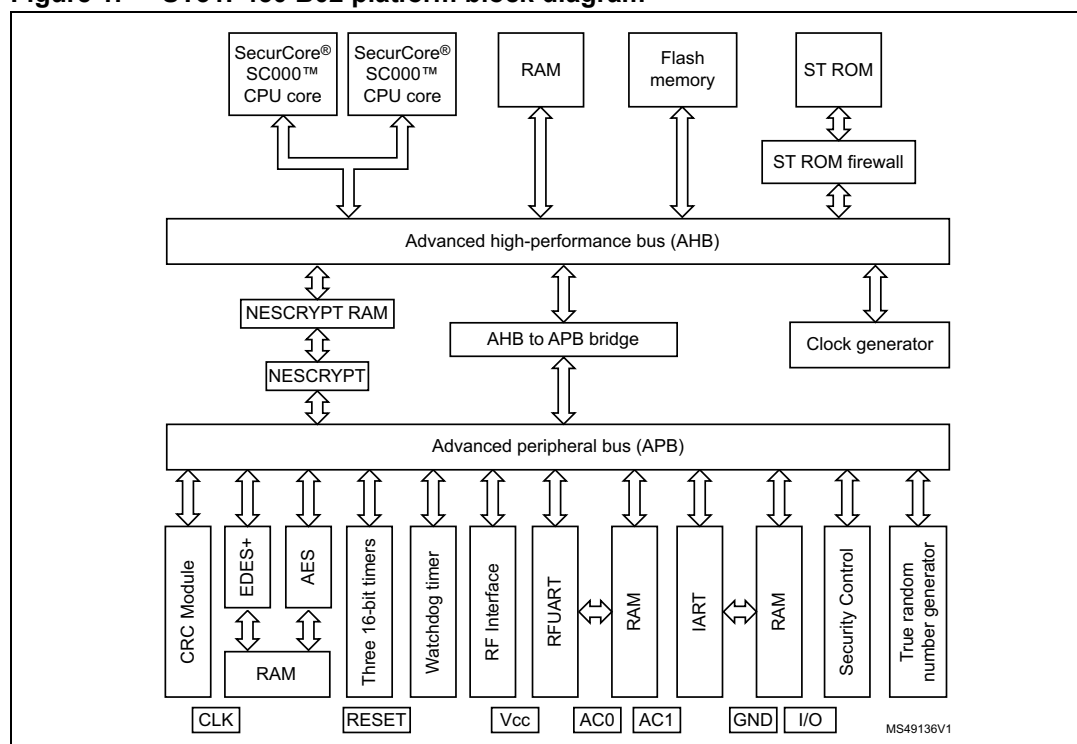 SecurCore®
SC000™
CPU core
SecurCore®
SC000™
CPU core
RAM
Flash
memory
ST ROM
ST ROM firewall
Advanced high-performance bus (AHB)
NESCRYPT RAM
AHB to APB bridge
Clock generator
NESCRYPT
Advanced peripheral bus (APB)
CRC Module
EDES+
AES
RAM
Three 16-bit timers
Watchdog timer
RF Interface
RFUART
RAM
IART
RAM
Security Control
True random
number generator
CLK
RESET
Vcc
AC0
AC1
GND
I/O
MS49136V1